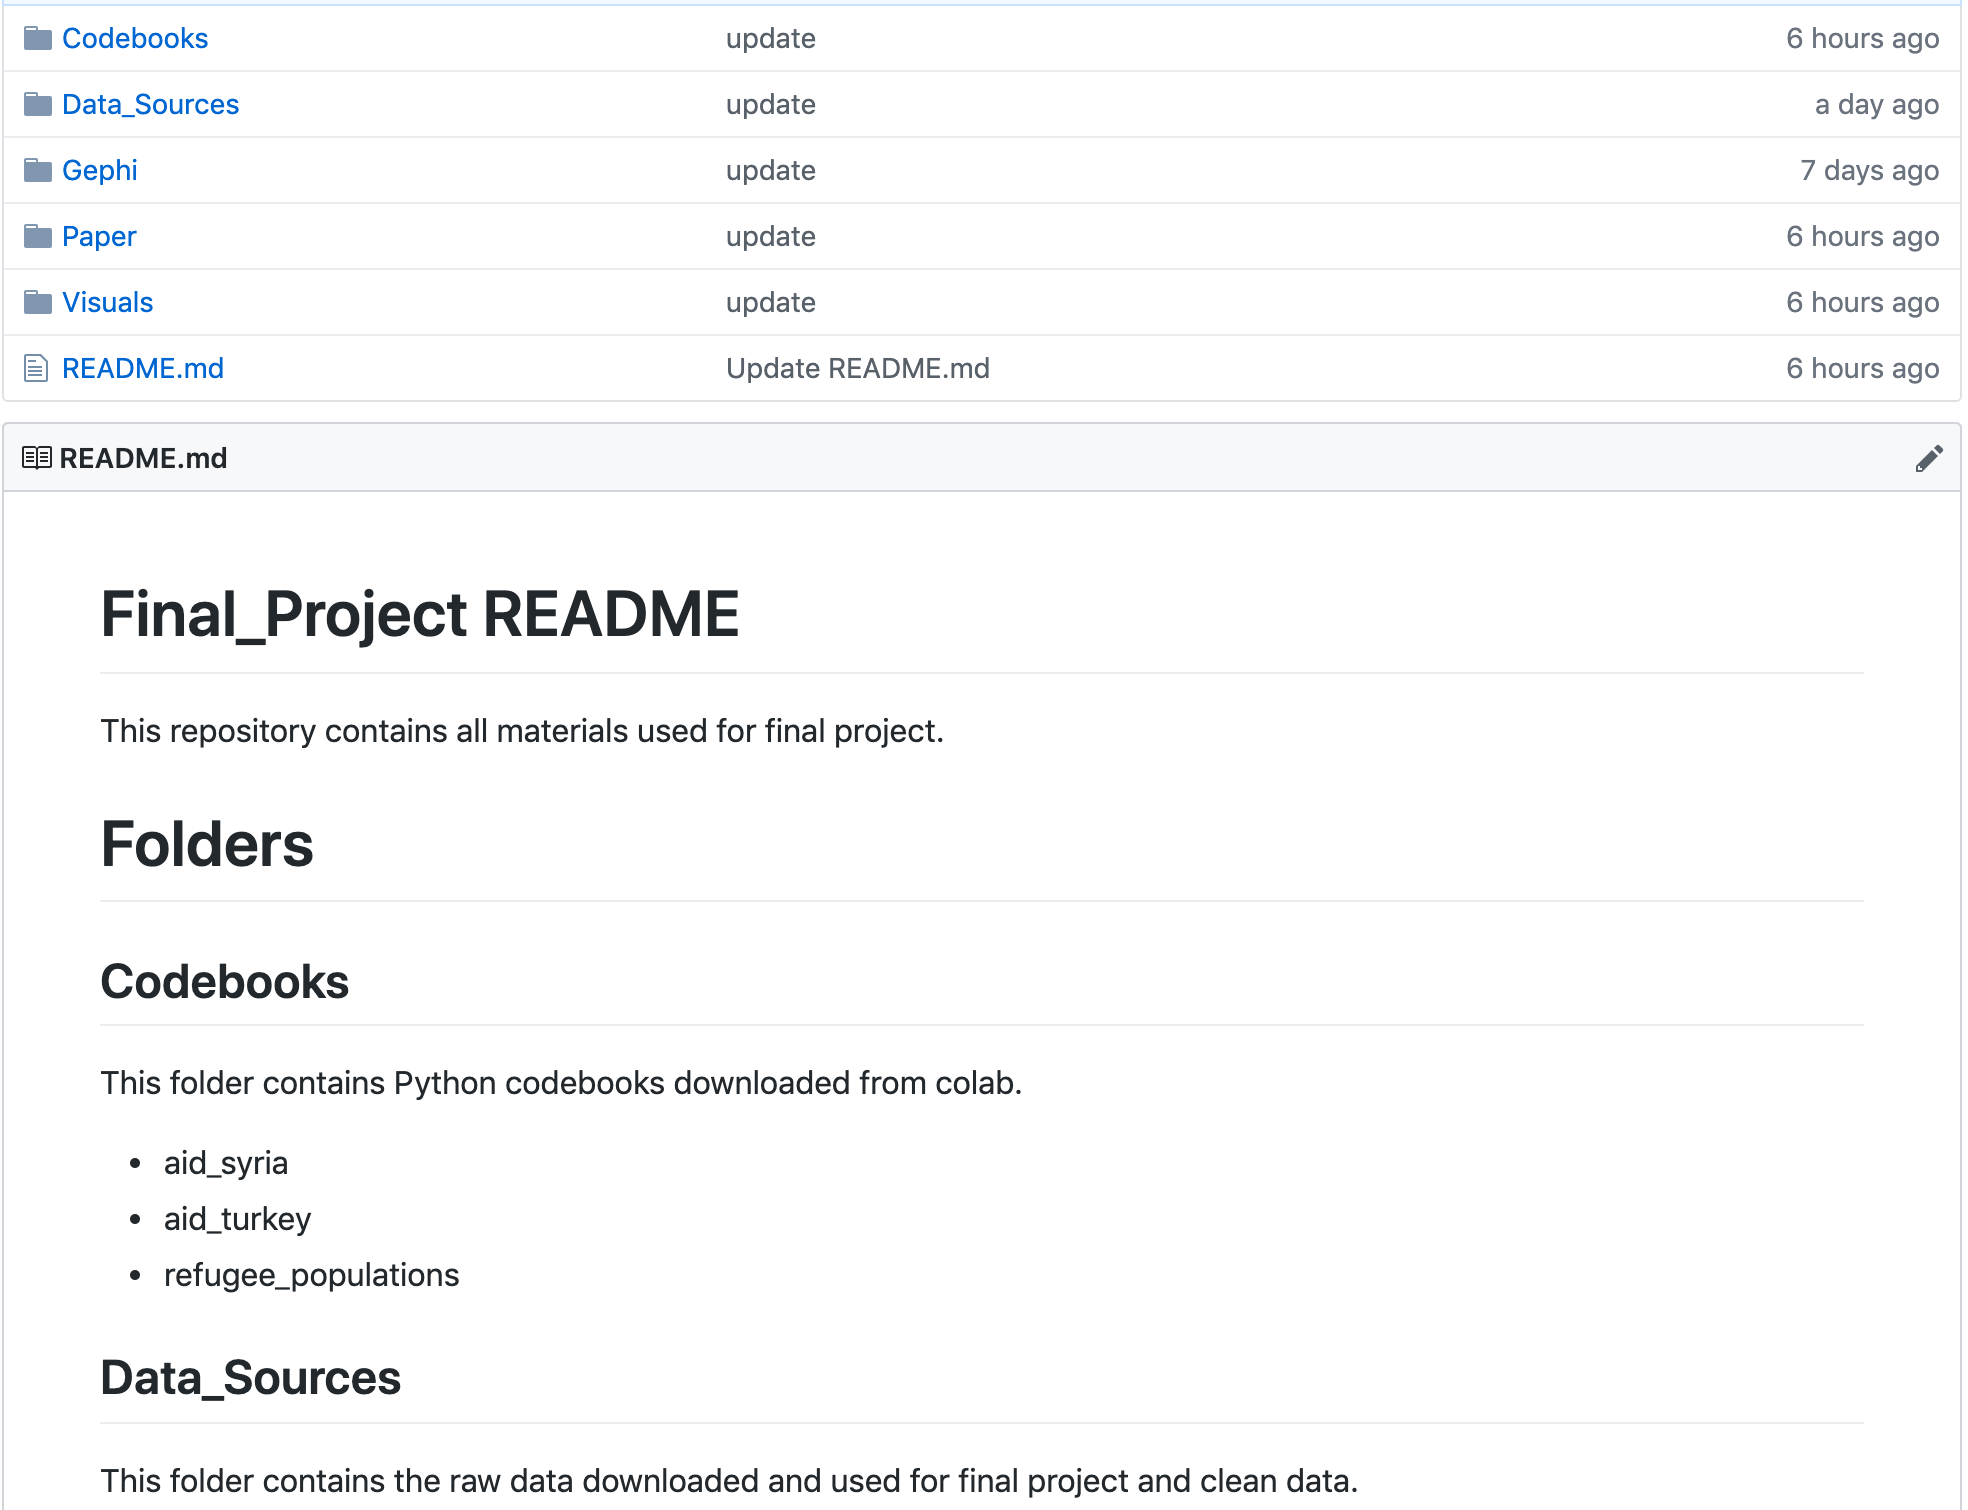 Codebooks update 6 hours ago
Data_Sources update a day ago
Gephi update 7 days ago
Paper update 6 hours ago
Visuals update 6 hours ago
README.md Update README.md 6 hours ago
README.md
Final_Project README
This repository contains all materials used for final project.
Folders
Codebooks
This folder contains Python codebooks downloaded from colab.
• aid_syria
• aid_turkey
• refugee_populations
Data_Sources
This folder contains the raw data downloaded and used for final project and clean data.